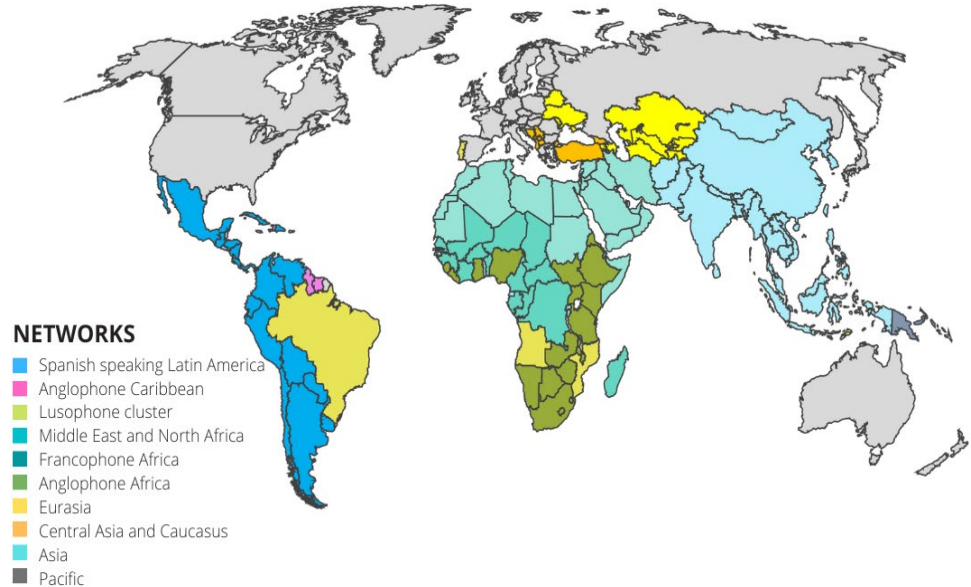 NETWORKS
Spanish speaking Latin America
Anglophone Caribbean
Lusophone cluster
Middle East and North Africa
Francophone Africa
Anglophone Africa
Eurasia
Central Asia and Caucasus
Asia
Pacific